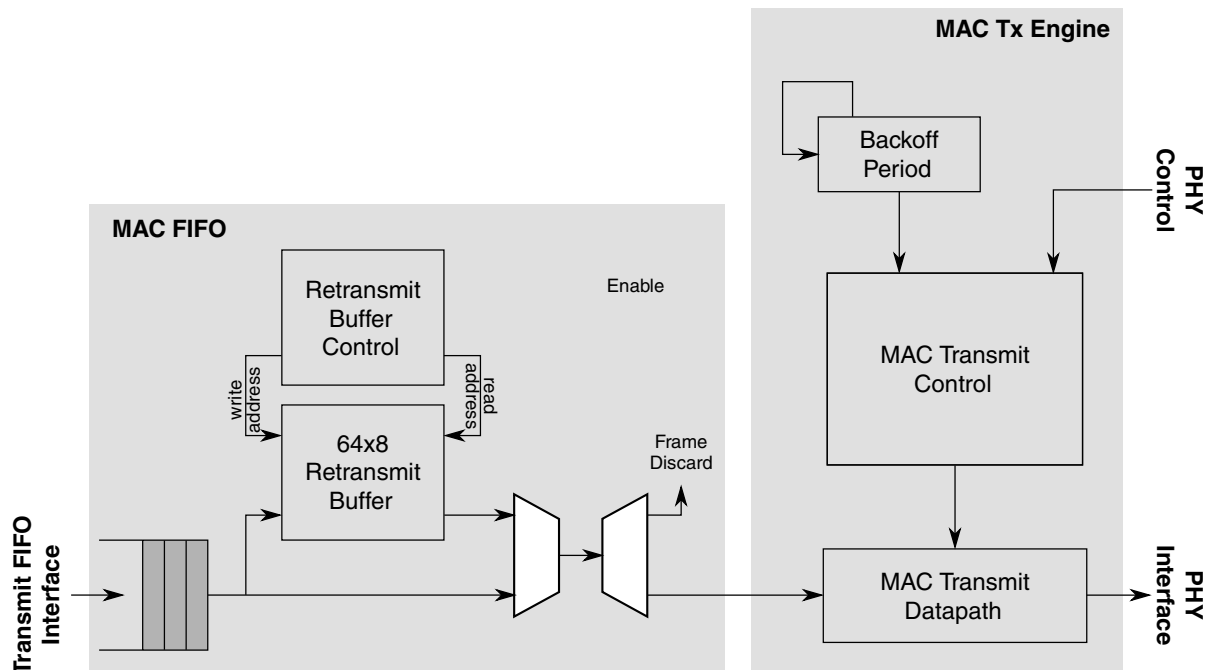 MAC Tx Engine
Backoff
Period
PHY
Control
MAC FIFO
Retransmit
Buffer
Control
Enable
MAC Transmit
Control
write
address
read
address
64x8
Retransmit
Buffer
Frame
Discard
Transmit FIFO
Interface
MAC Transmit
Datapath
PHY
Interface